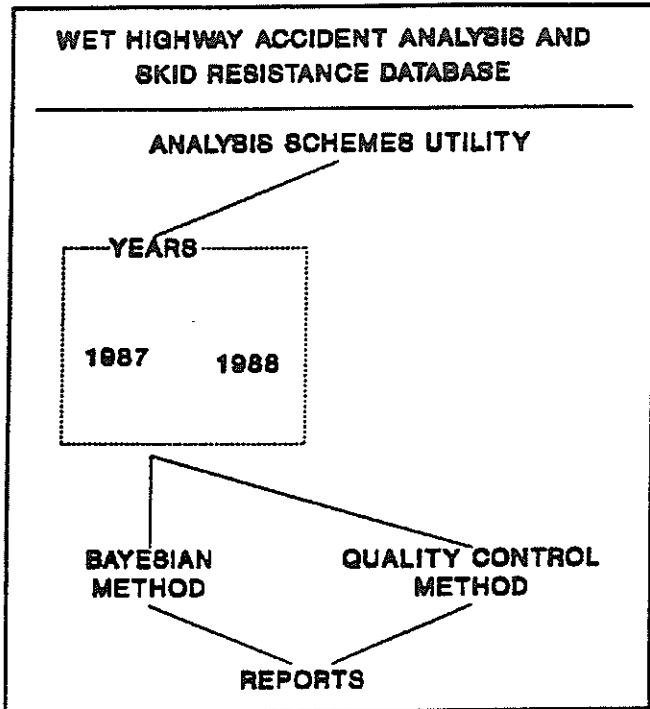 WET HIGHWAY ACCIDENT ANALYSIS AND
SKID RESISTANCE DATABASE
ANALYSIS SCHEMES UTILITY
YEARS
1987 1988
BAYESIAN QUALITY CONTROL
METHOD METHOD
REPORTS